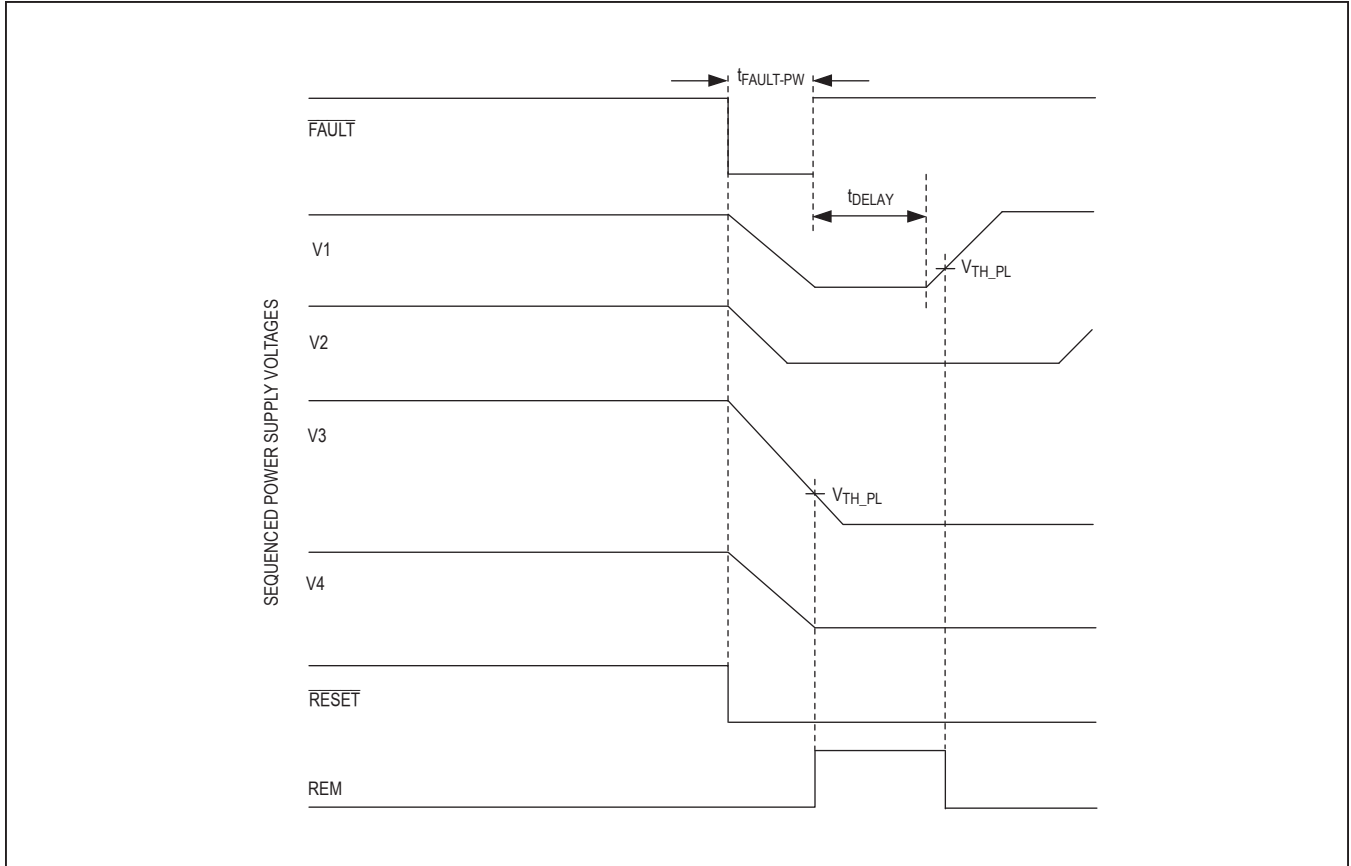 tFAULT-PW
FAULT
tDELAY
V1
VTH_PL
V2
SEQUENCED POWER SUPPLY VOLTAGES
V3
VTH_PL
V4
RESET
REM